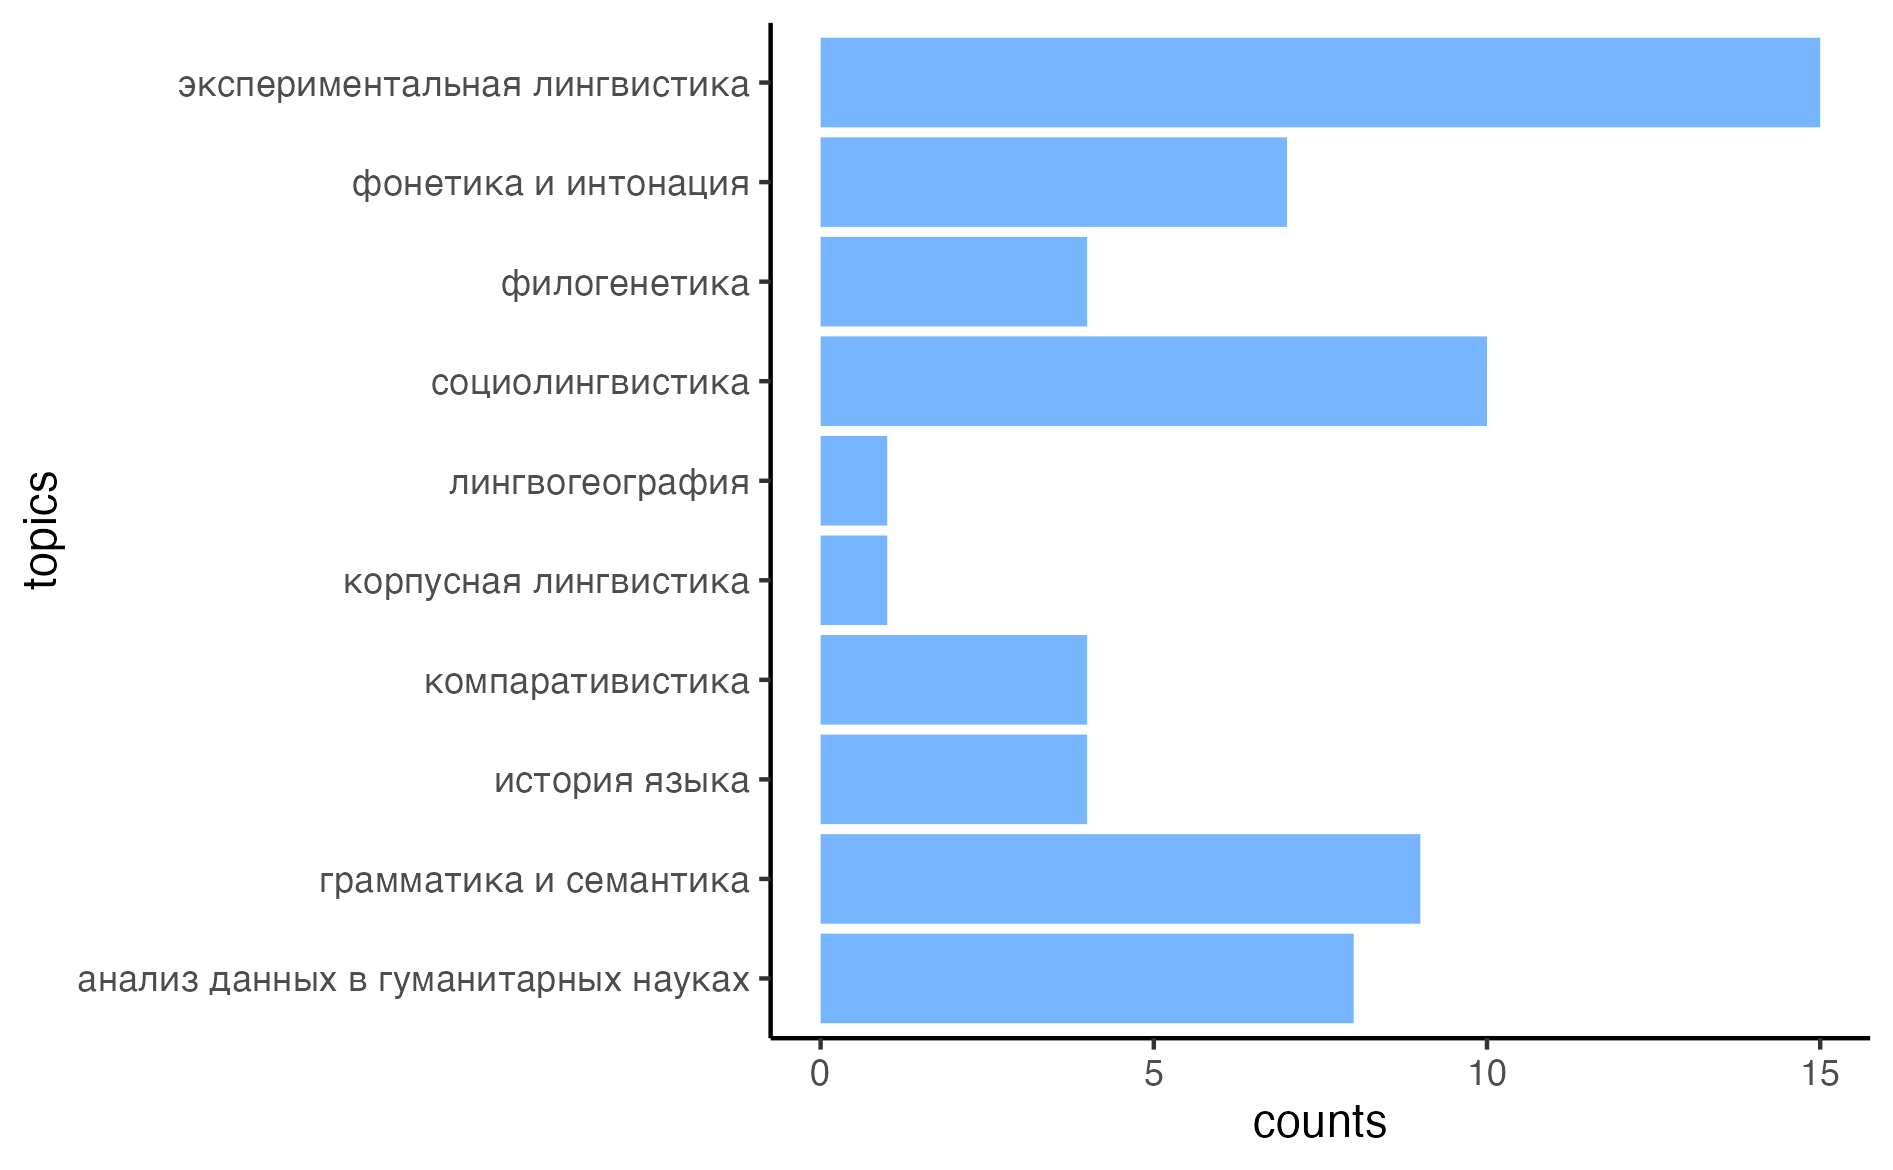 экспериментальная лингвистика
фонетика и интонация
филогенетика
социолингвистика
лингвогеография
корпусная лингвистика
компаративистика
история языка
грамматика и семантика
анализ данных в гуманитарных науках
topics
0 5 10 15
counts